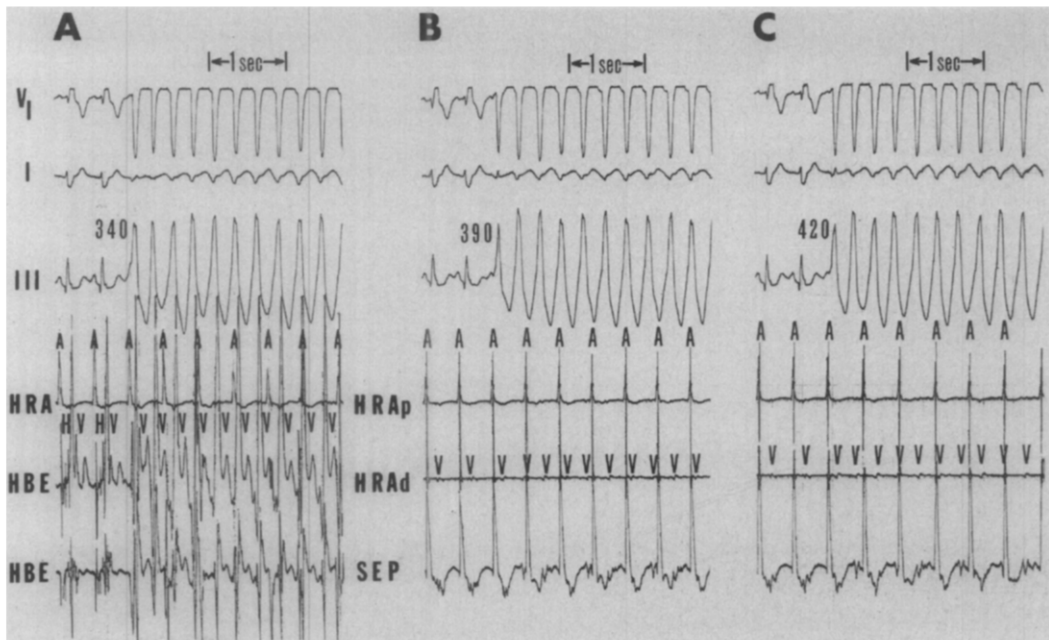 A B C
1 sec 1 sec 1 sec
V1
I
340 390 420
III
A A A A A A A A A A A A A A A A A A A A A A A A A A
HRA HRAp
H V H V V V V V V V V V V V V V V V V V V V V V V V V V V V V V V V V V V V
HBE HRAd
HBE SEP